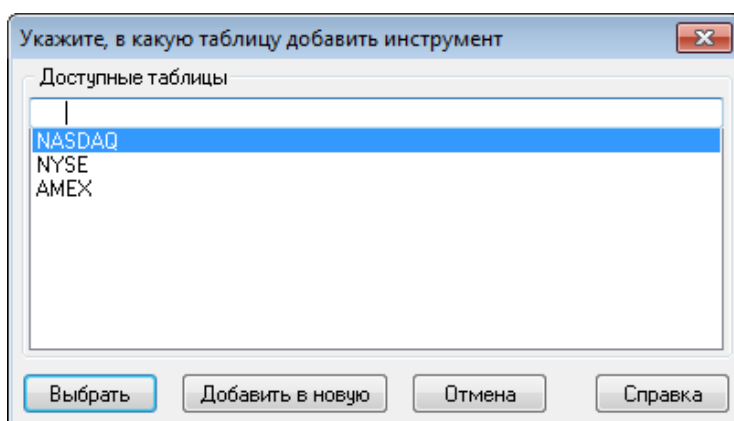 Укажите, в какую таблицу добавить инструмент
Доступные таблицы
NASDAQ
NYSE
AMEX
Выбрать Добавить в новую Отмена Справка